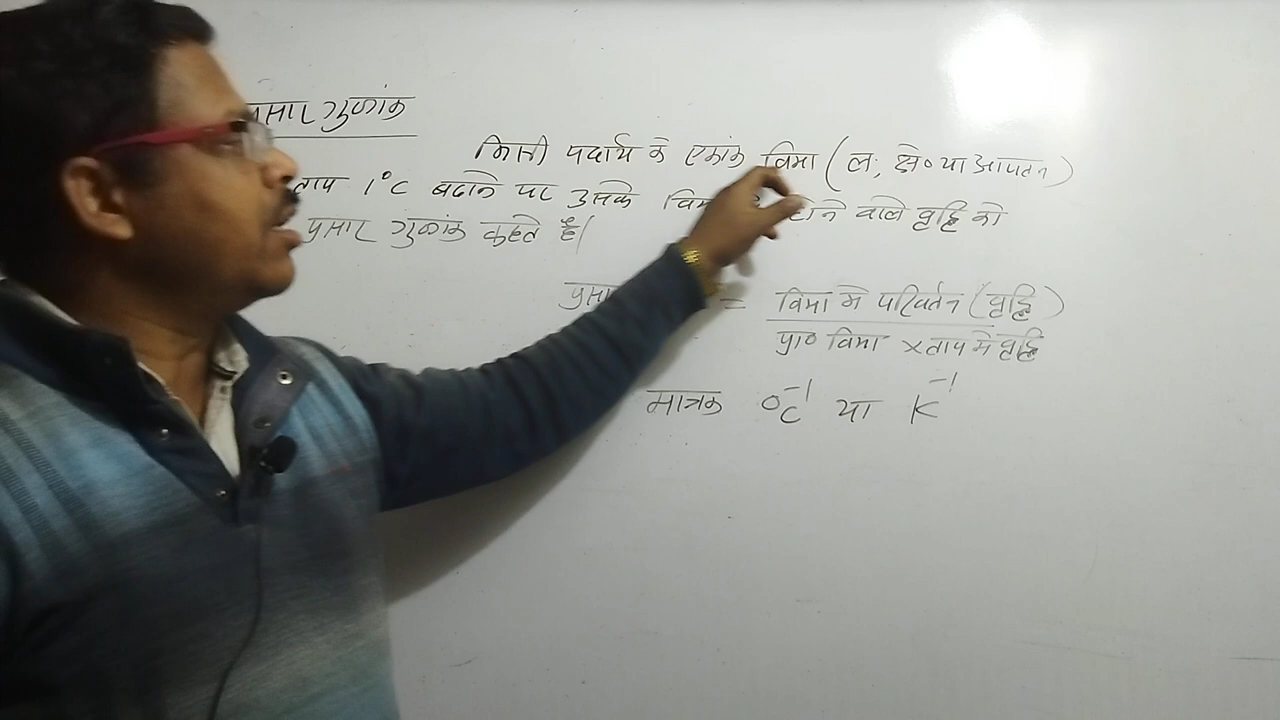 प्रसार गुणांक
किसी पदार्थ के एकांक विमा (ल; क्षे० या आयतन)
ताप 1°C बढाने पर उसके होने वाले वृद्धि को
प्रसार गुणांक कहते है।
= विमा मे परिवर्तन (वृद्धि)
प्रा० विमा × ताप मे वृद्धि
मात्रक °C⁻¹ या K⁻¹